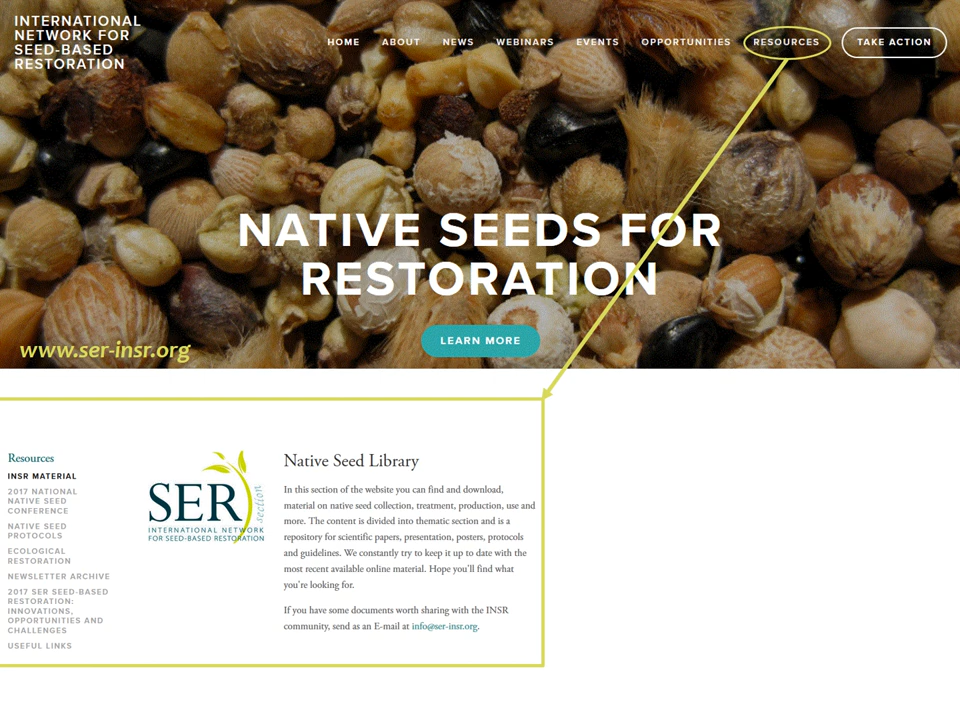 INTERNATIONAL
NETWORK FOR
SEED-BASED
RESTORATION
HOME ABOUT NEWS WEBINARS EVENTS OPPORTUNITIES RESOURCES TAKE ACTION
NATIVE SEEDS FOR
RESTORATION
LEARN MORE
www.ser-insr.org
Resources
INSR MATERIAL
2017 NATIONAL
NATIVE SEED
CONFERENCE
NATIVE SEED
PROTOCOLS
ECOLOGICAL
RESTORATION
NEWSLETTER ARCHIVE
2017 SER SEED-BASED
RESTORATION:
INNOVATIONS,
OPPORTUNITIES AND
CHALLENGES
USEFUL LINKS
SER section
INTERNATIONAL NETWORK
FOR SEED-BASED RESTORATION
Native Seed Library
In this section of the website you can find and download,
material on native seed collection, treatment, production, use and
more. The content is divided into thematic section and is a
repository for scientific papers, presentation, posters, protocols
and guidelines. We constantly try to keep it up to date with the
most recent available online material. Hope you'll find what
you're looking for.
If you have some documents worth sharing with the INSR
community, send as an E-mail at info@ser-insr.org.